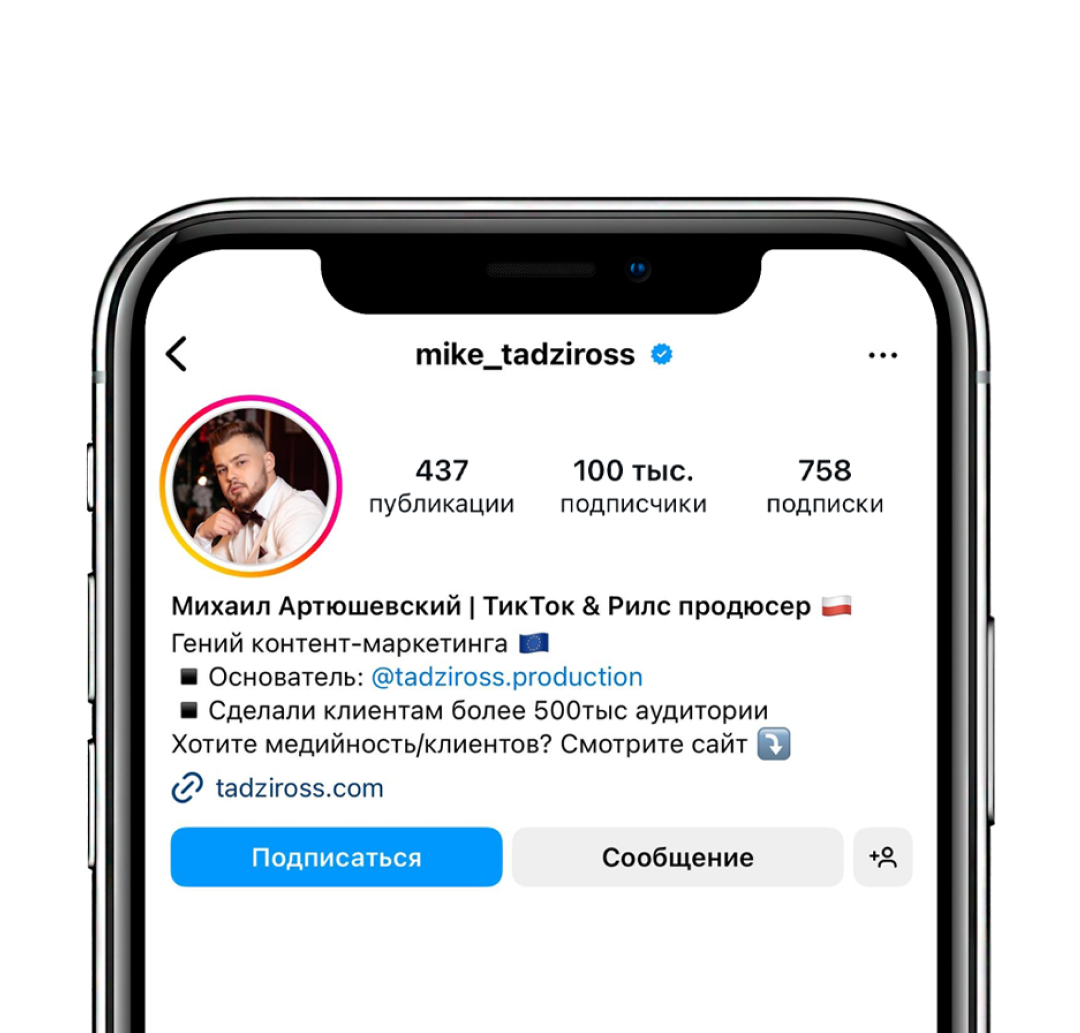 mike_tadziross
437 100 тыс. 758
публикации подписчики подписки
Михаил Артюшевский | ТикТок & Рилс продюсер 🇵🇱
Гений контент-маркетинга 🇪🇺
▪️ Основатель: @tadziross.production
▪️ Сделали клиентам более 500тыс аудитории
Хотите медийность/клиентов? Смотрите сайт ⤵️
tadziross.com
Подписаться Сообщение